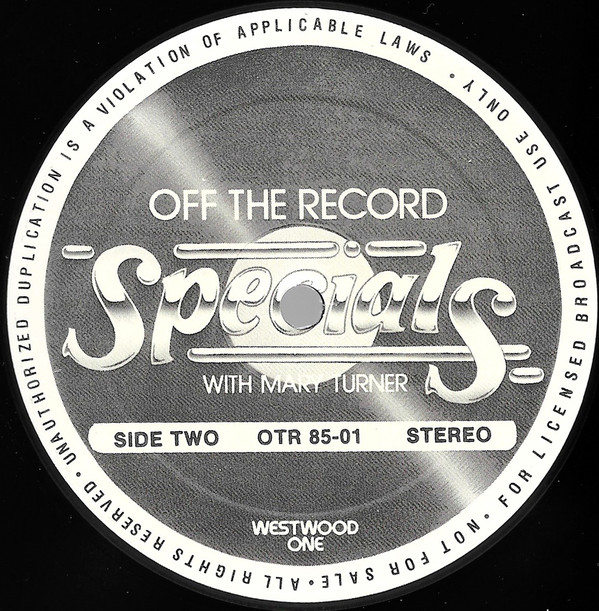 OFF THE RECORD
Specials
WITH MARY TURNER
SIDE TWO OTR 85-01 STEREO
WESTWOOD
ONE
UNAUTHORIZED DUPLICATION IS A VIOLATION OF APPLICABLE LAWS • FOR LICENSED BROADCAST USE ONLY • NOT FOR SALE • ALL RIGHTS RESERVED •